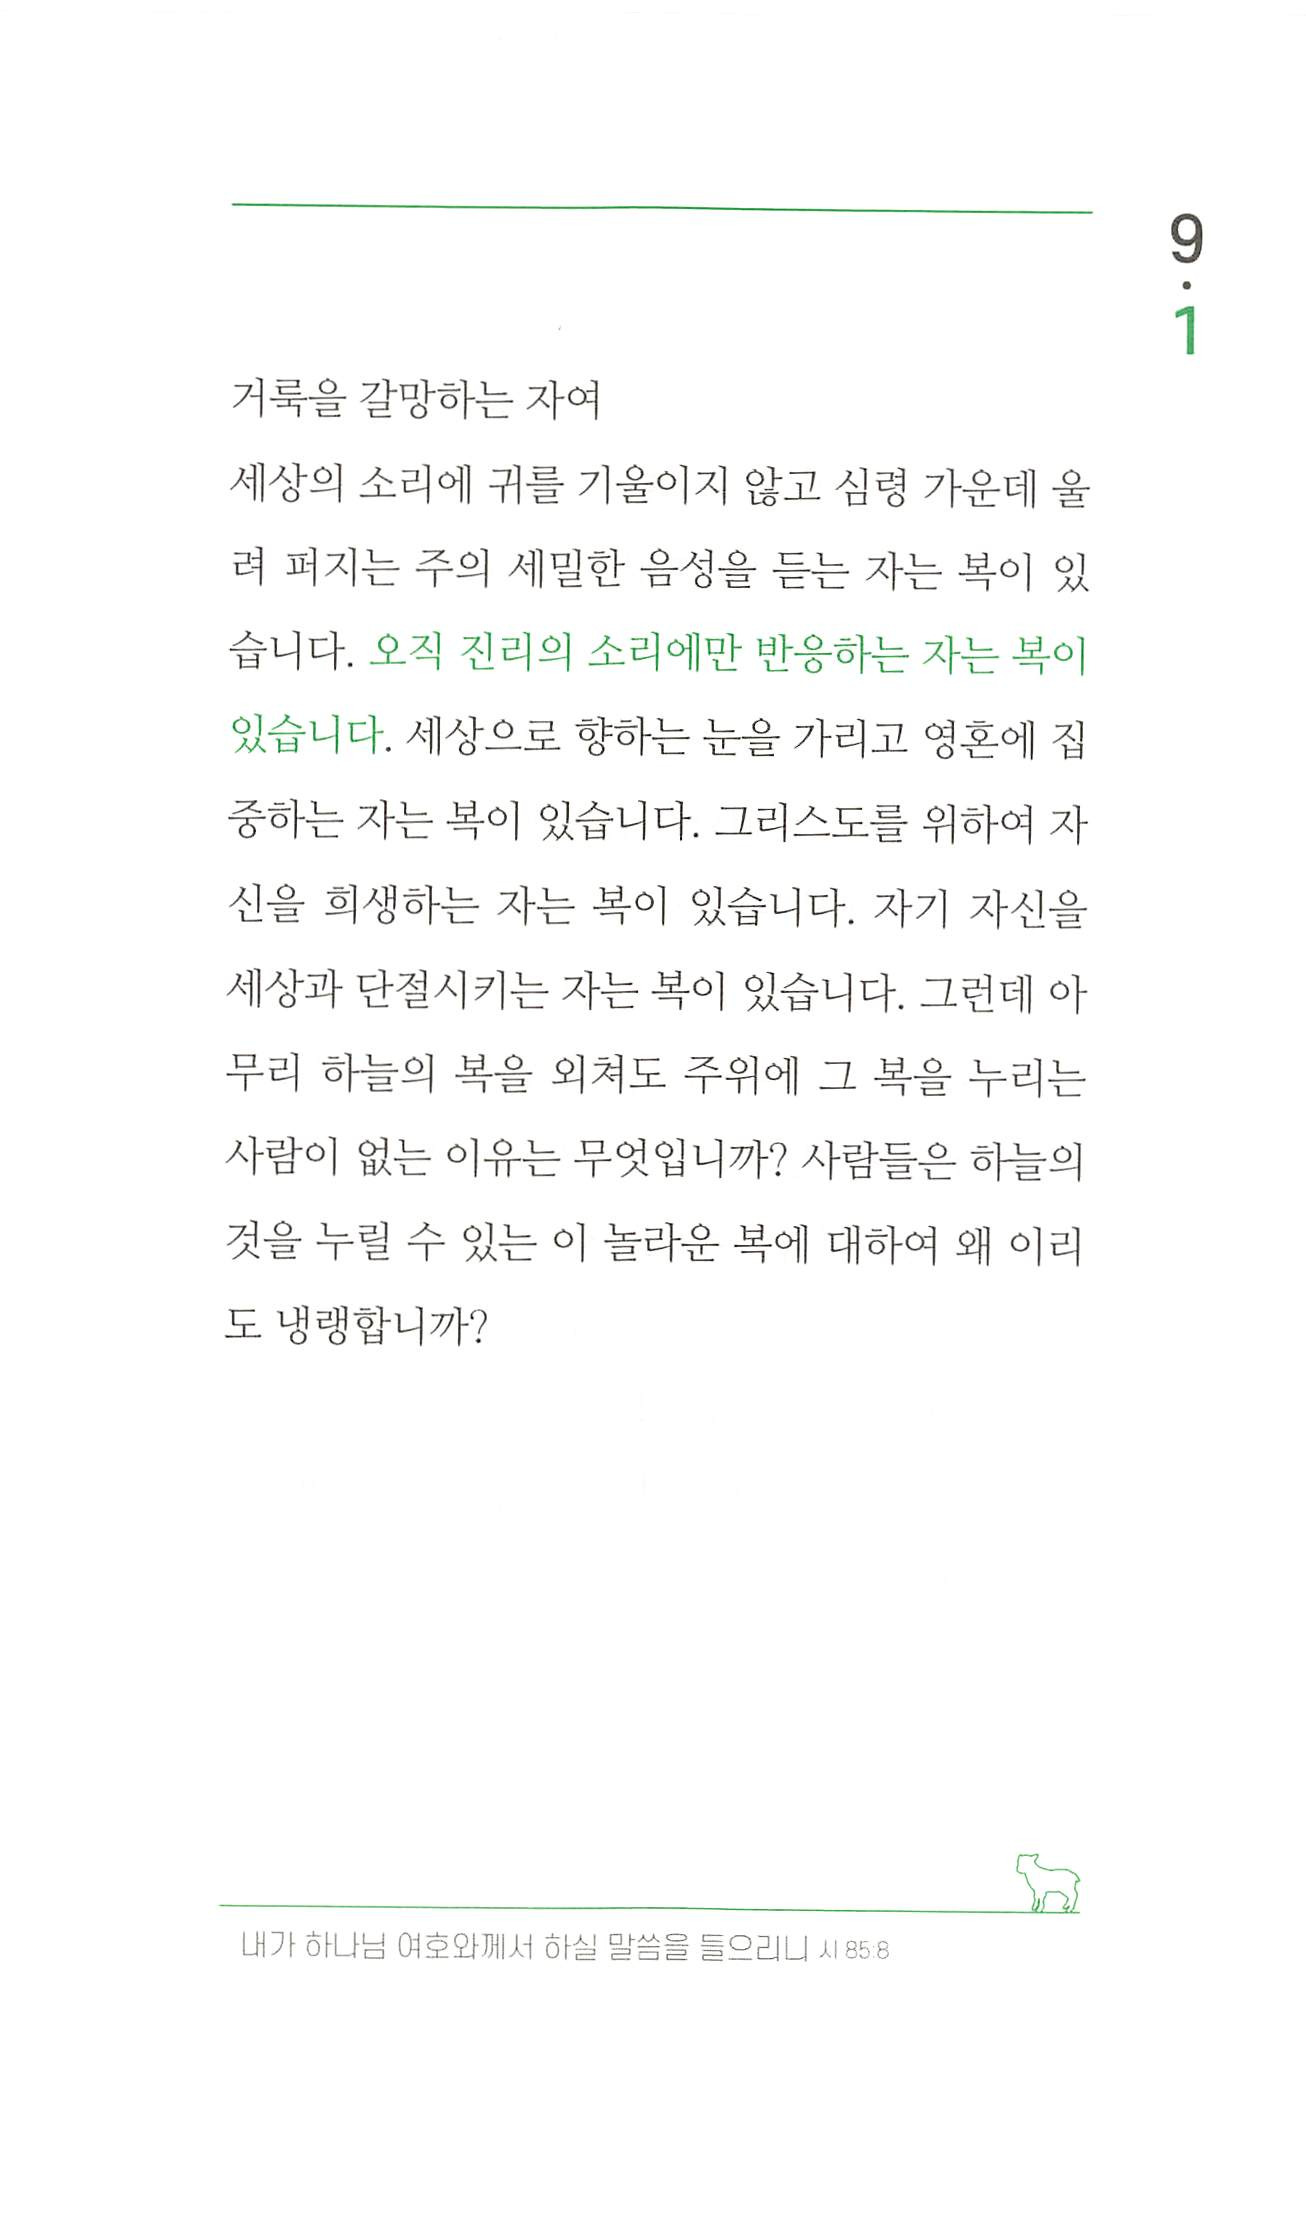 9
·
1
거룩을 갈망하는 자여
세상의 소리에 귀를 기울이지 않고 심령 가운데 울
려 퍼지는 주의 세밀한 음성을 듣는 자는 복이 있
습니다. 오직 진리의 소리에만 반응하는 자는 복이
있습니다. 세상으로 향하는 눈을 가리고 영혼에 집
중하는 자는 복이 있습니다. 그리스도를 위하여 자
신을 희생하는 자는 복이 있습니다. 자기 자신을
세상과 단절시키는 자는 복이 있습니다. 그런데 아
무리 하늘의 복을 외쳐도 주위에 그 복을 누리는
사람이 없는 이유는 무엇입니까? 사람들은 하늘의
것을 누릴 수 있는 이 놀라운 복에 대하여 왜 이리
도 냉랭합니까?
내가 하나님 여호와께서 하실 말씀을 들으리니 시 85:8